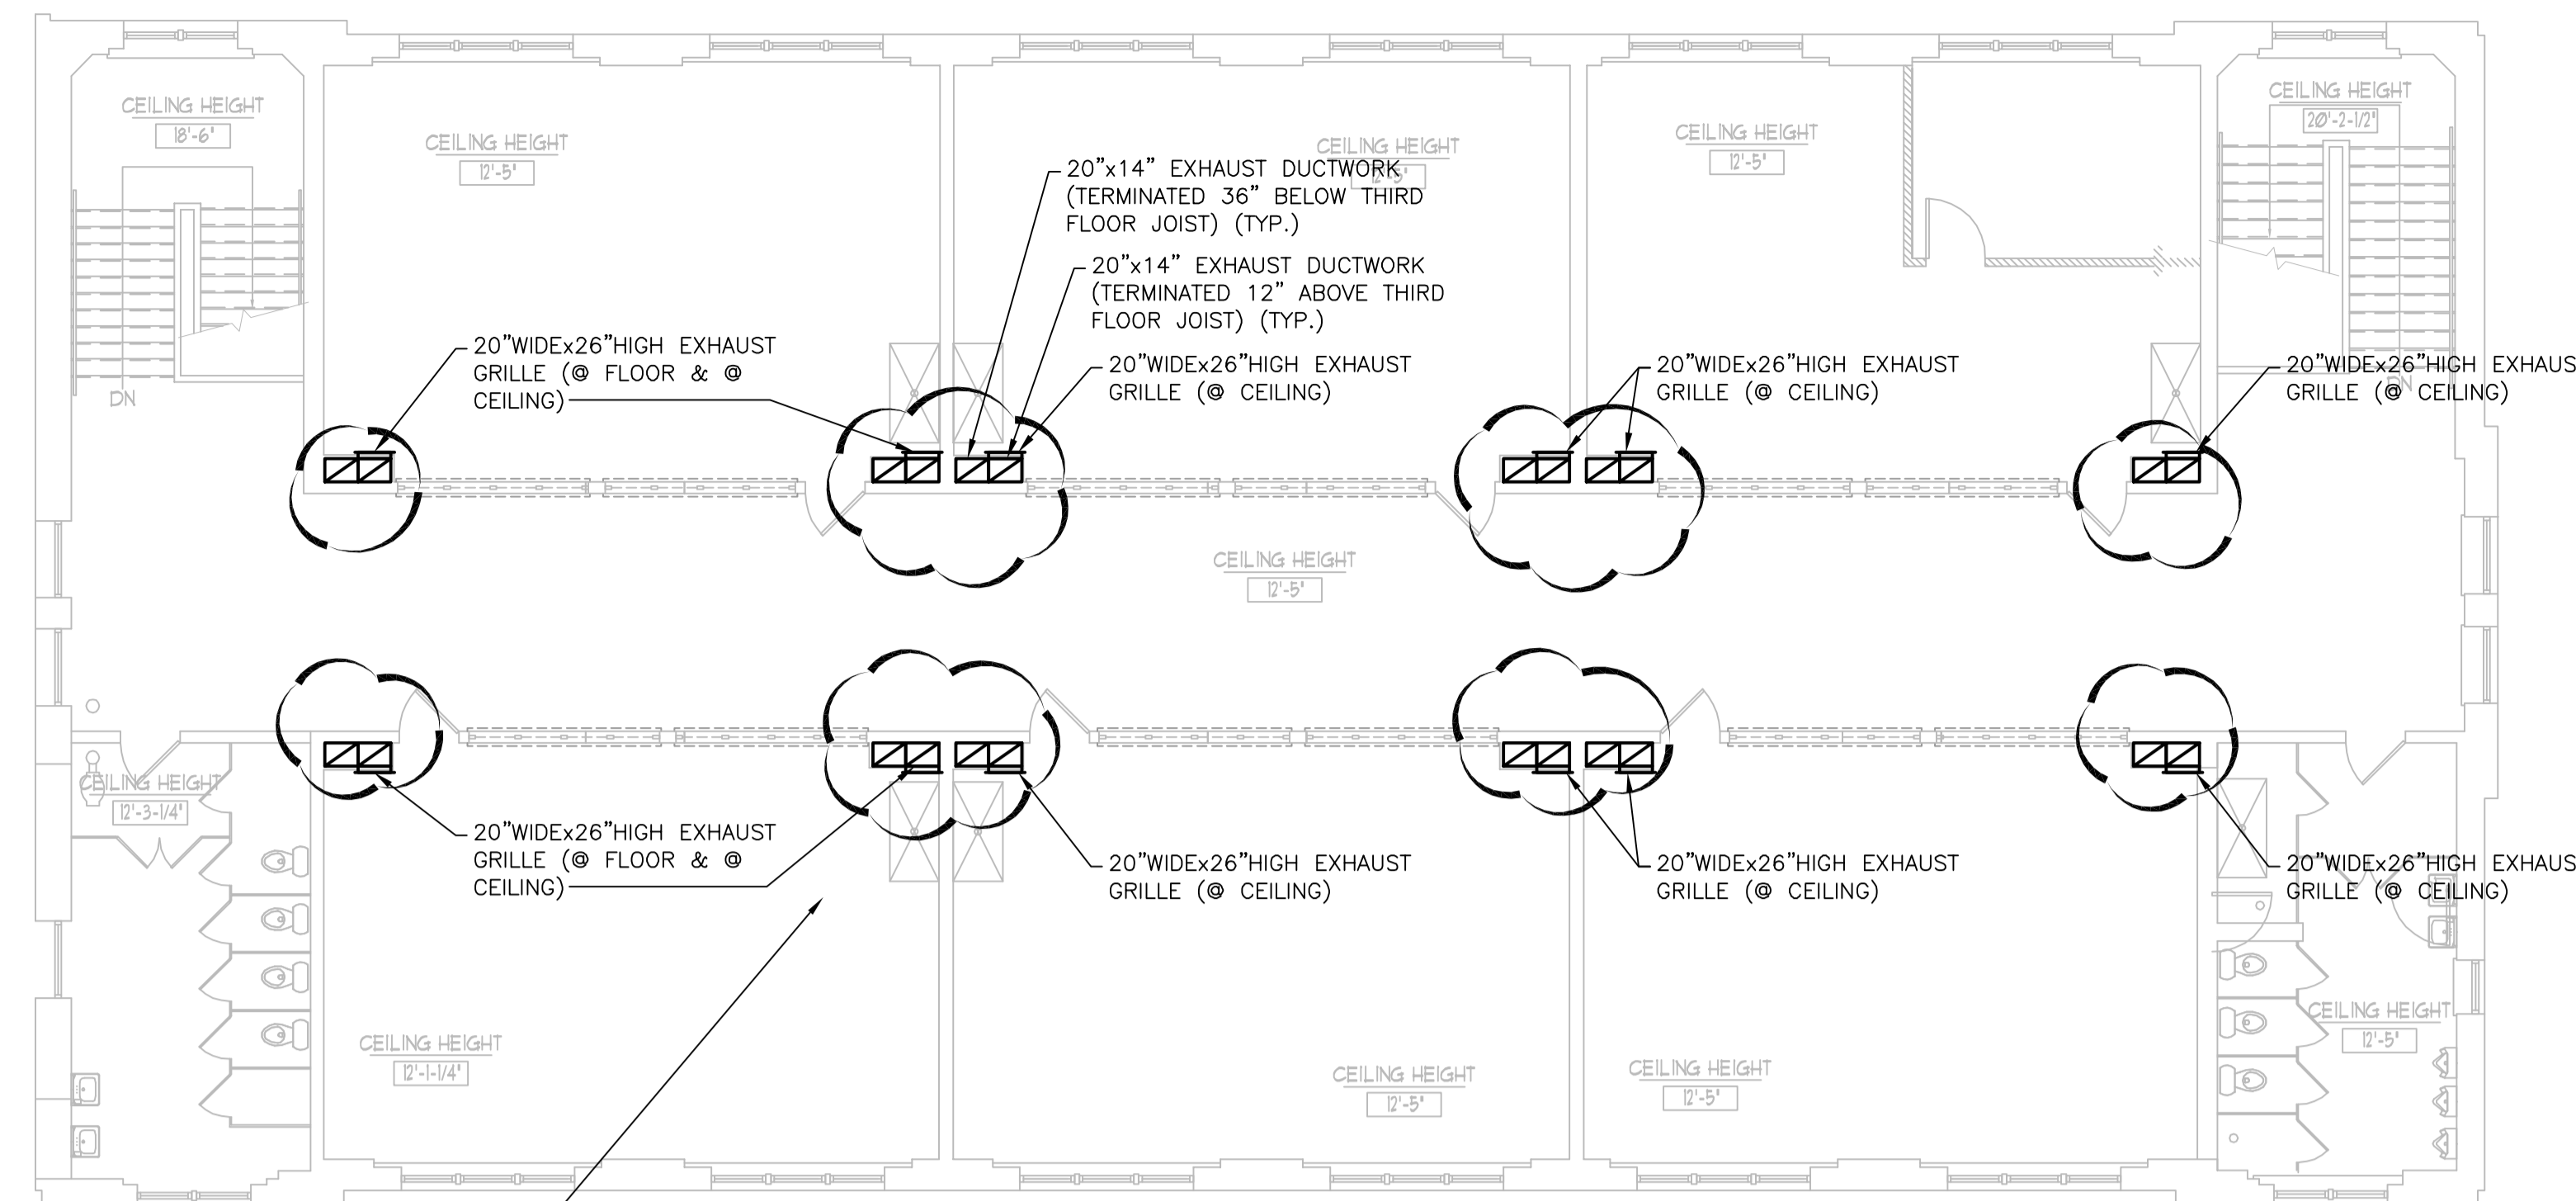 CEILING HEIGHT
18'-6"
DN
CEILING HEIGHT
12'-5"
CEILING HEIGHT
12'-5"
CEILING HEIGHT
12'-5"
CEILING HEIGHT
20'-2-1/2"
DN
20"x14" EXHAUST DUCTWORK
(TERMINATED 36" BELOW THIRD
FLOOR JOIST) (TYP.)
20"x14" EXHAUST DUCTWORK
(TERMINATED 12" ABOVE THIRD
FLOOR JOIST) (TYP.)
20"WIDEx26"HIGH EXHAUST
GRILLE (@ FLOOR & @
CEILING)
20"WIDEx26"HIGH EXHAUST
GRILLE (@ CEILING)
20"WIDEx26"HIGH EXHAUST
GRILLE (@ CEILING)
20"WIDEx26"HIGH EXHAUS
GRILLE (@ CEILING)
CEILING HEIGHT
12'-5"
CEILING HEIGHT
12'-3-1/4"
20"WIDEx26"HIGH EXHAUST
GRILLE (@ FLOOR & @
CEILING)
20"WIDEx26"HIGH EXHAUST
GRILLE (@ CEILING)
20"WIDEx26"HIGH EXHAUST
GRILLE (@ CEILING)
20"WIDEx26"HIGH EXHAUS
GRILLE (@ CEILING)
CEILING HEIGHT
12'-1-1/4"
CEILING HEIGHT
12'-5"
CEILING HEIGHT
12'-5"
CEILING HEIGHT
12'-5"